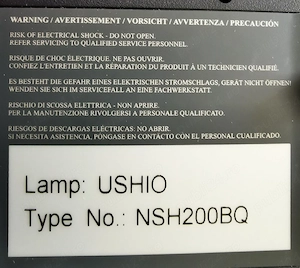 WARNING / AVERTISSEMENT / VORSICHT / AVVERTENZA / PRECAUCIÓN
RISK OF ELECTRICAL SHOCK - DO NOT OPEN.
REFER SERVICING TO QUALIFIED SERVICE PERSONNEL.
RISQUE DE CHOC ÉLECTRIQUE. NE PAS OUVRIR.
CONFIEZ L'ENTRETIEN ET LA RÉPARATION DU PRODUIT À UN TECHNICIEN QUALIFIÉ.
ES BESTEHT DIE GEFAHR EINES ELEKTRISCHEN STROMSCHLAGS, GERÄT NICHT ÖFFNEN!
WENDEN SIE SICH IM SERVICEFALL AN EINE FACHWERKSTATT.
RISCHIO DI SCOSSA ELETTRICA - NON APRIRE.
PER LA MANUTENZIONE RIVOLGERSI A PERSONALE QUALIFICATO.
RIESGOS DE DESCARGAS ELÉCTRICAS: NO ABRIR.
SI NECESITA ASISTENCIA, PÓNGASE EN CONTACTO CON EL PERSONAL CUALIFICADO.
Lamp: USHIO
Type No.: NSH200BQ